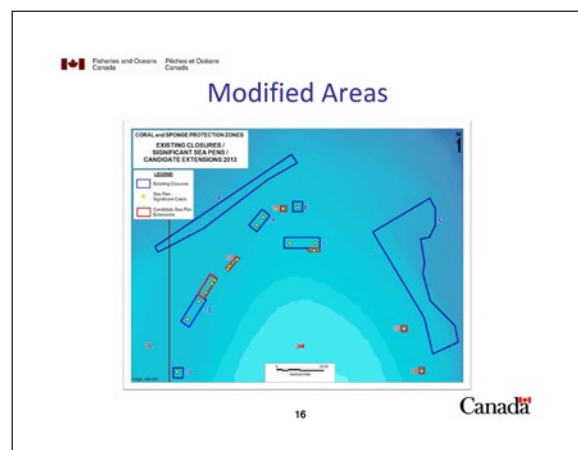 Fisheries and Oceans Pêches et Océans
Canada Canada
Modified Areas
CORAL and SPONGE PROTECTION ZONES
EXISTING CLOSURES /
SIGNIFICANT SEA PENS /
CANDIDATE EXTENSIONS 2013
N
LEGEND
Existing Closures
Sea Pen -
Significant Catch
Candidate Sea Pen
Extensions
3M
16
Canada